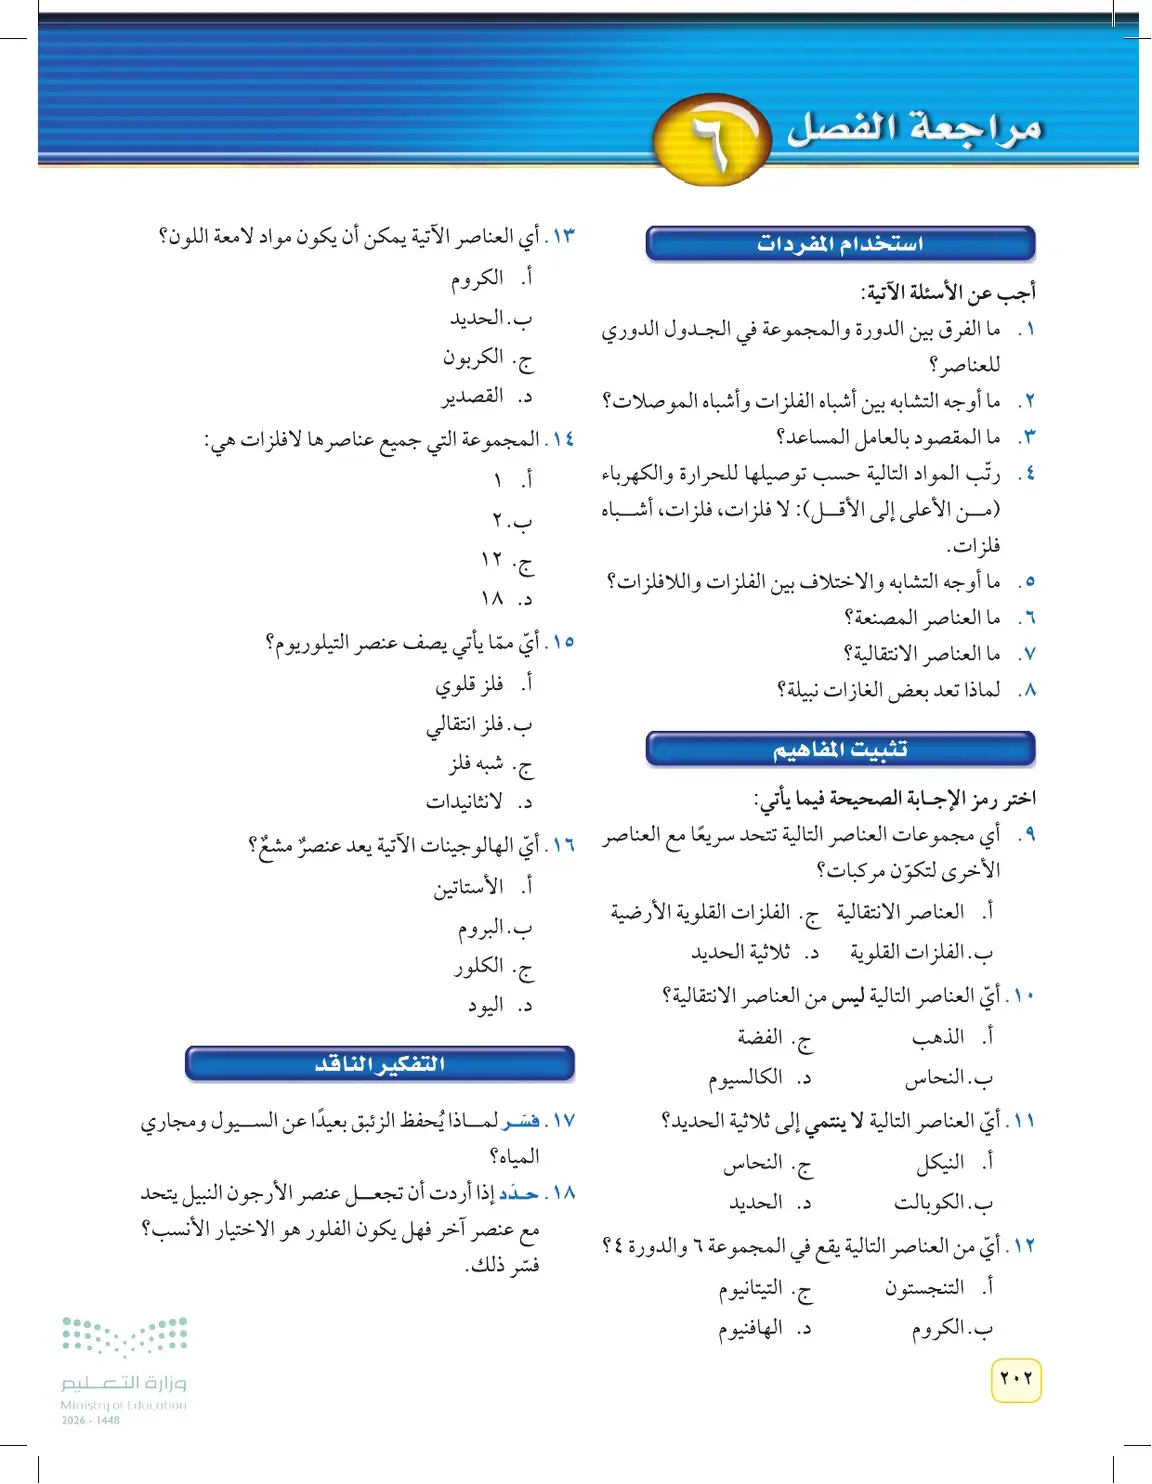 مراجعة الفصل ٦
استخدام المفردات
أجب عن الأسئلة الآتية:
١. ما الفرق بين الدورة والمجموعة في الجدول الدوري
للعناصر؟
٢. ما أوجه التشابه بين أشباه الفلزات وأشباه الموصلات؟
٣. ما المقصود بالعامل المساعد؟
٤. رتّب المواد التالية حسب توصيلها للحرارة والكهرباء
(من الأعلى إلى الأقل): لا فلزات، فلزات، أشباه
فلزات.
٥. ما أوجه التشابه والاختلاف بين الفلزات واللافلزات؟
٦. ما العناصر المصنعة؟
٧. ما العناصر الانتقالية؟
٨. لماذا تعد بعض الغازات نبيلة؟
تثبيت المفاهيم
اختر رمز الإجابة الصحيحة فيما يأتي:
٩. أي مجموعات العناصر التالية تتحد سريعًا مع العناصر
الأخرى لتكوّن مركبات؟
أ. العناصر الانتقالية ج. الفلزات القلوية الأرضية
ب. الفلزات القلوية د. ثلاثية الحديد
١٠. أيّ العناصر التالية ليس من العناصر الانتقالية؟
أ. الذهب ج. الفضة
ب. النحاس د. الكالسيوم
١١. أيّ العناصر التالية لا ينتمي إلى ثلاثية الحديد؟
أ. النيكل ج. النحاس
ب. الكوبالت د. الحديد
١٢. أيّ من العناصر التالية يقع في المجموعة ٦ والدورة ٤؟
أ. التنجستون ج. التيتانيوم
ب. الكروم د. الهافنيوم
١٣. أي العناصر الآتية يمكن أن يكون مواد لامعة اللون؟
أ. الكروم
ب. الحديد
ج. الكربون
د. القصدير
١٤. المجموعة التي جميع عناصرها لافلزات هي:
أ. ١
ب. ٢
ج. ١٢
د. ١٨
١٥. أيّ ممّا يأتي يصف عنصر التيلوريوم؟
أ. فلز قلوي
ب. فلز انتقالي
ج. شبه فلز
د. لانثانيدات
١٦. أيّ الهالوجينات الآتية يعد عنصرٌ مشعٌ؟
أ. الأستاتين
ب. البروم
ج. الكلور
د. اليود
التفكير الناقد
١٧. فسّر لماذا يُحفظ الزئبق بعيدًا عن السيول ومجاري
المياه؟
١٨. حدّد إذا أردت أن تجعل عنصر الأرجون النبيل يتحد
مع عنصر آخر فهل يكون الفلور هو الاختيار الأنسب؟
فسّر ذلك.
وزارة التعليم
Ministry of Education
2026 - 1448
٢٠٢